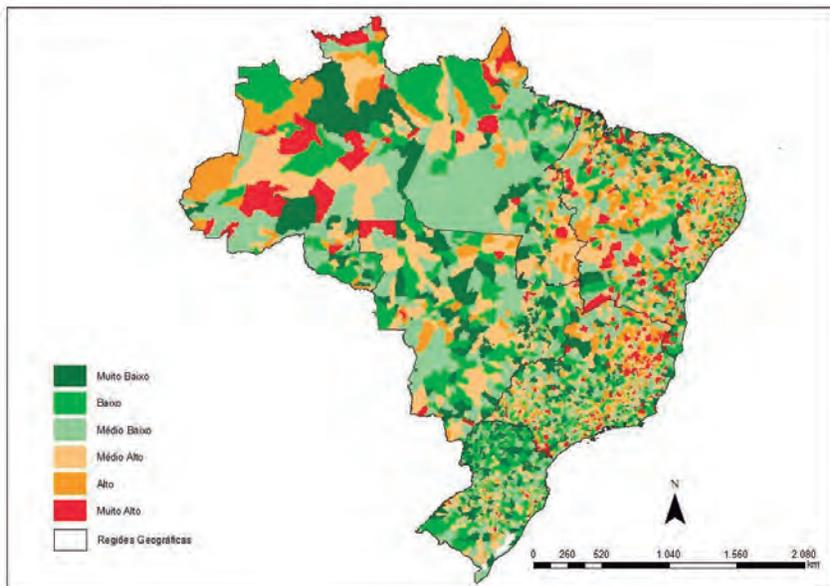 Muito Baixo
Baixo
Médio Baixo
Médio Alto
Alto
Muito Alto
Regiões Geográficas
N
0 260 520 1.040 1.560 2.080
km